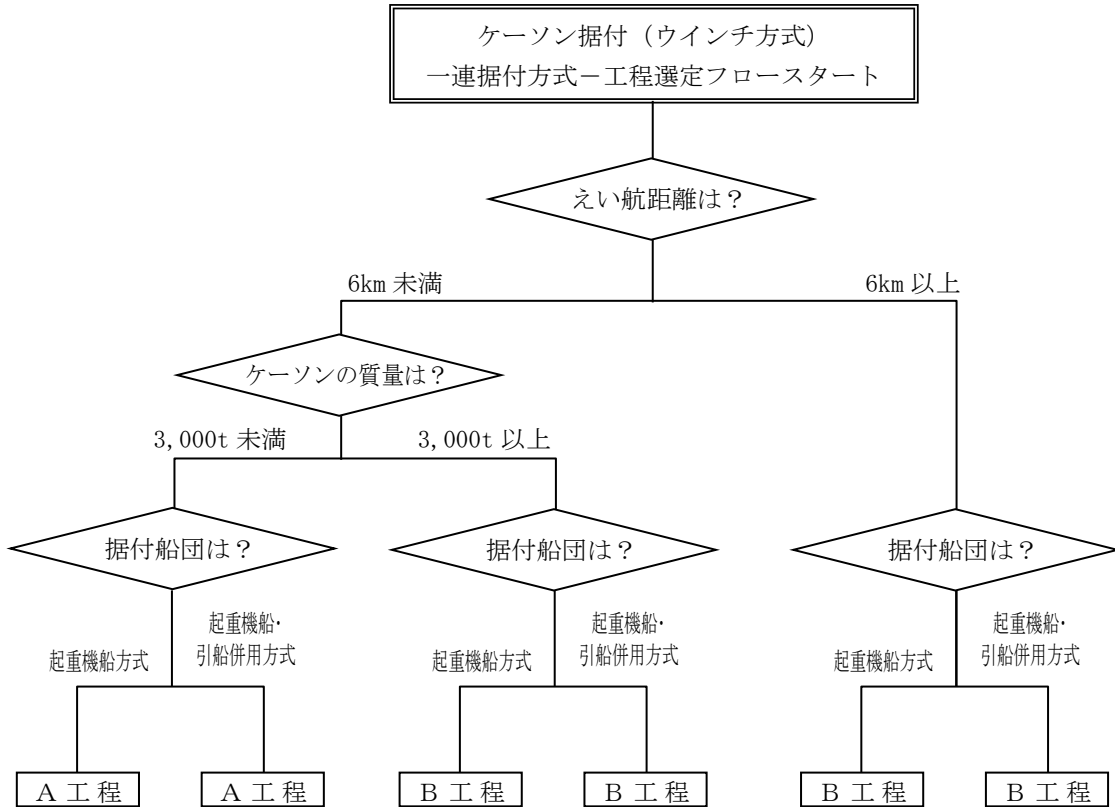 ケーソン据付（ウインチ方式）
一連据付方式－工程選定フロースタート
えい航距離は？
6km 未満
6km 以上
ケーソンの質量は？
3,000t 未満
3,000t 以上
据付船団は？
据付船団は？
据付船団は？
起重機船方式
起重機船・
引船併用方式
起重機船方式
起重機船・
引船併用方式
起重機船方式
起重機船・
引船併用方式
Ａ 工 程
Ａ 工 程
Ｂ 工 程
Ｂ 工 程
Ｂ 工 程
Ｂ 工 程